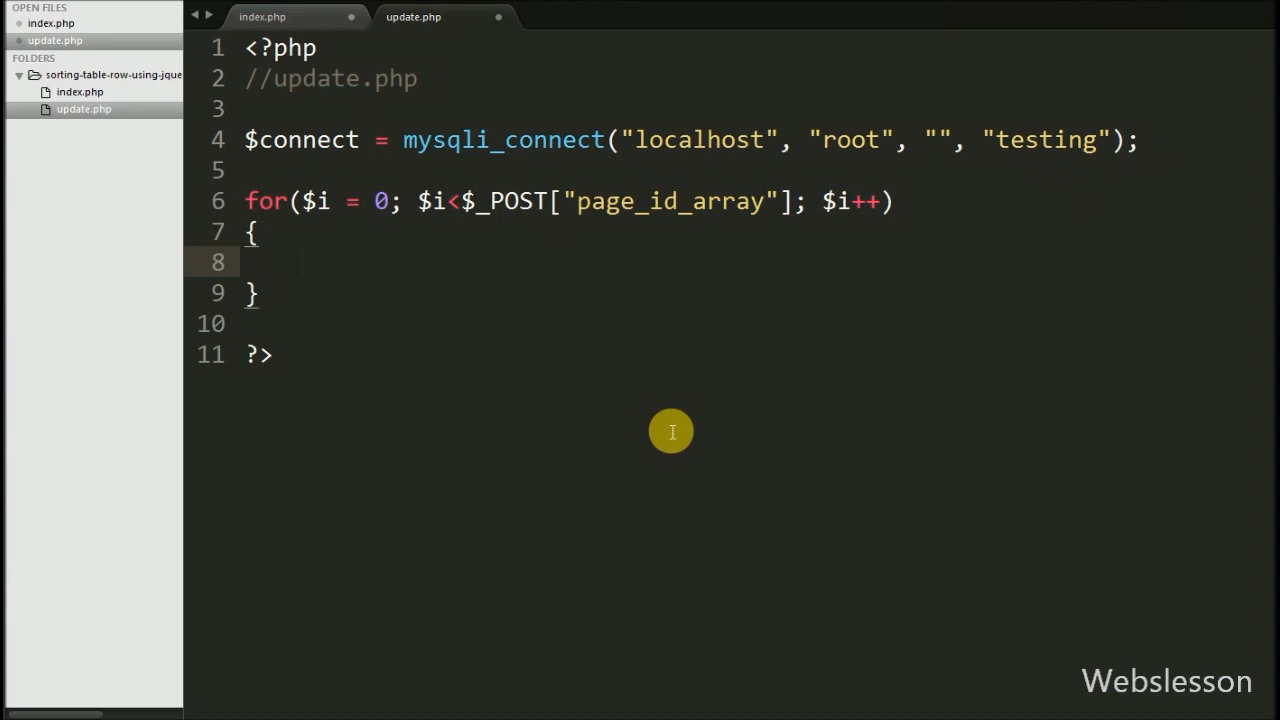 OPEN FILES
index.php
update.php
FOLDERS
sorting-table-row-using-jque
index.php
update.php
index.php
update.php
1 <?php
2 //update.php
3
4 $connect = mysqli_connect("localhost", "root", "", "testing");
5
6 for($i = 0; $i<$_POST["page_id_array"]; $i++)
7 {
8
9 }
10
11 ?>
Webslesson